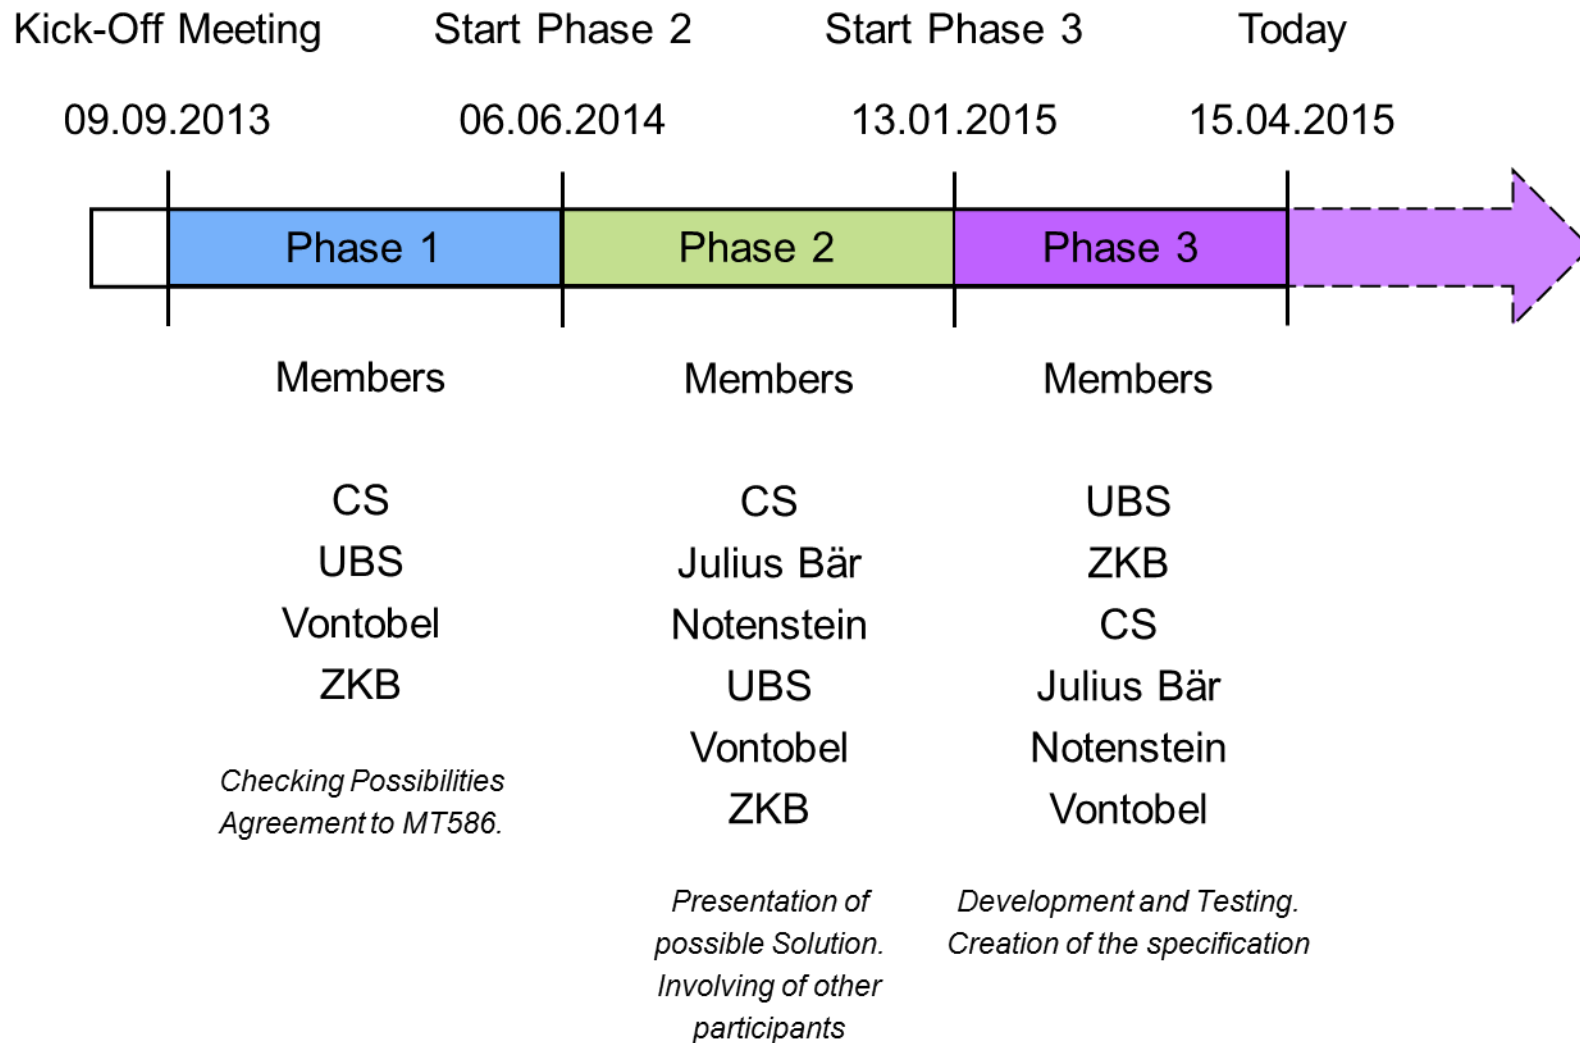 Kick-Off Meeting
Start Phase 2
Start Phase 3
Today
09.09.2013
06.06.2014
13.01.2015
15.04.2015
Phase 1
Phase 2
Phase 3
Members
CS
UBS
Vontobel
ZKB
Checking Possibilities
Agreement to MT586.
Members
CS
Julius Bär
Notenstein
UBS
Vontobel
ZKB
Presentation of
possible Solution.
Involving of other
participants
Members
UBS
ZKB
CS
Julius Bär
Notenstein
Vontobel
Development and Testing.
Creation of the specification